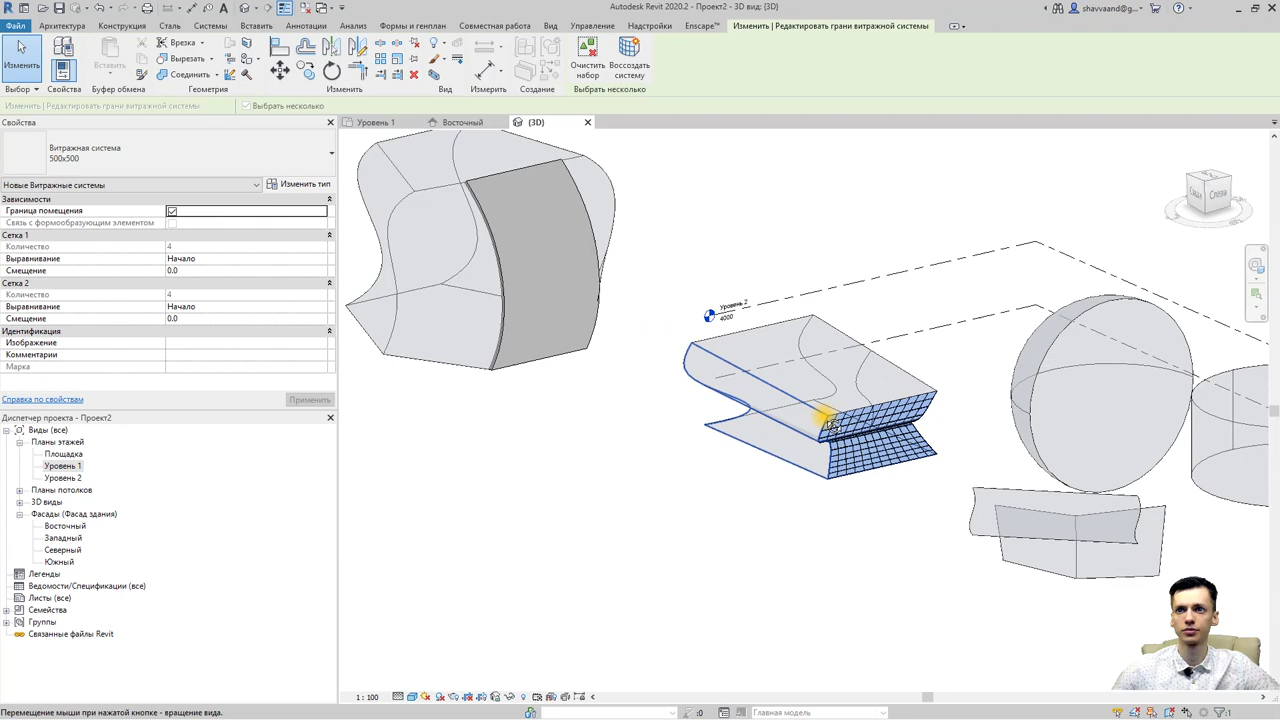 Autodesk Revit 2020.2 - Проект2 - 3D вид: {3D}
shavvaand@g...
Файл Архитектура Конструкция Сталь Системы Вставить Аннотации Анализ Формы и генплан Совместная работа Вид Управление Надстройки Enscape™ Изменить | Редактировать грани витражной системы
Изменить
Вставить
Врезка
Вырезать
Соединить
Очистить набор
Воссоздать систему
Выбор Свойства Буфер обмена Геометрия Изменить Вид Измерить Создание Выбрать несколько
Изменить | Редактировать грани витражной системы Выбрать несколько
Свойства
Уровень 1 Восточный {3D}
Витражная система
500x500
Новые Витражные системы Изменить тип
Зависимости
Граница помещения
Связь с формообразующим элементом
Сетка 1
Количество 4
Выравнивание Начало
Смещение 0.0
Сетка 2
Количество 4
Выравнивание Начало
Смещение 0.0
Идентификация
Изображение
Комментарии
Марка
Справка по свойствам Применить
Диспетчер проекта - Проект2
Виды (все)
Планы этажей
Площадка
Уровень 1
Уровень 2
Планы потолков
3D виды
Фасады (Фасад здания)
Восточный
Западный
Северный
Южный
Легенды
Ведомости/Спецификации (все)
Листы (все)
Семейства
Группы
Связанные файлы Revit
Уровень 2
4000
1 : 100
Перемещение мыши при нажатой кнопке - вращение вида.
:0
Главная модель
:1